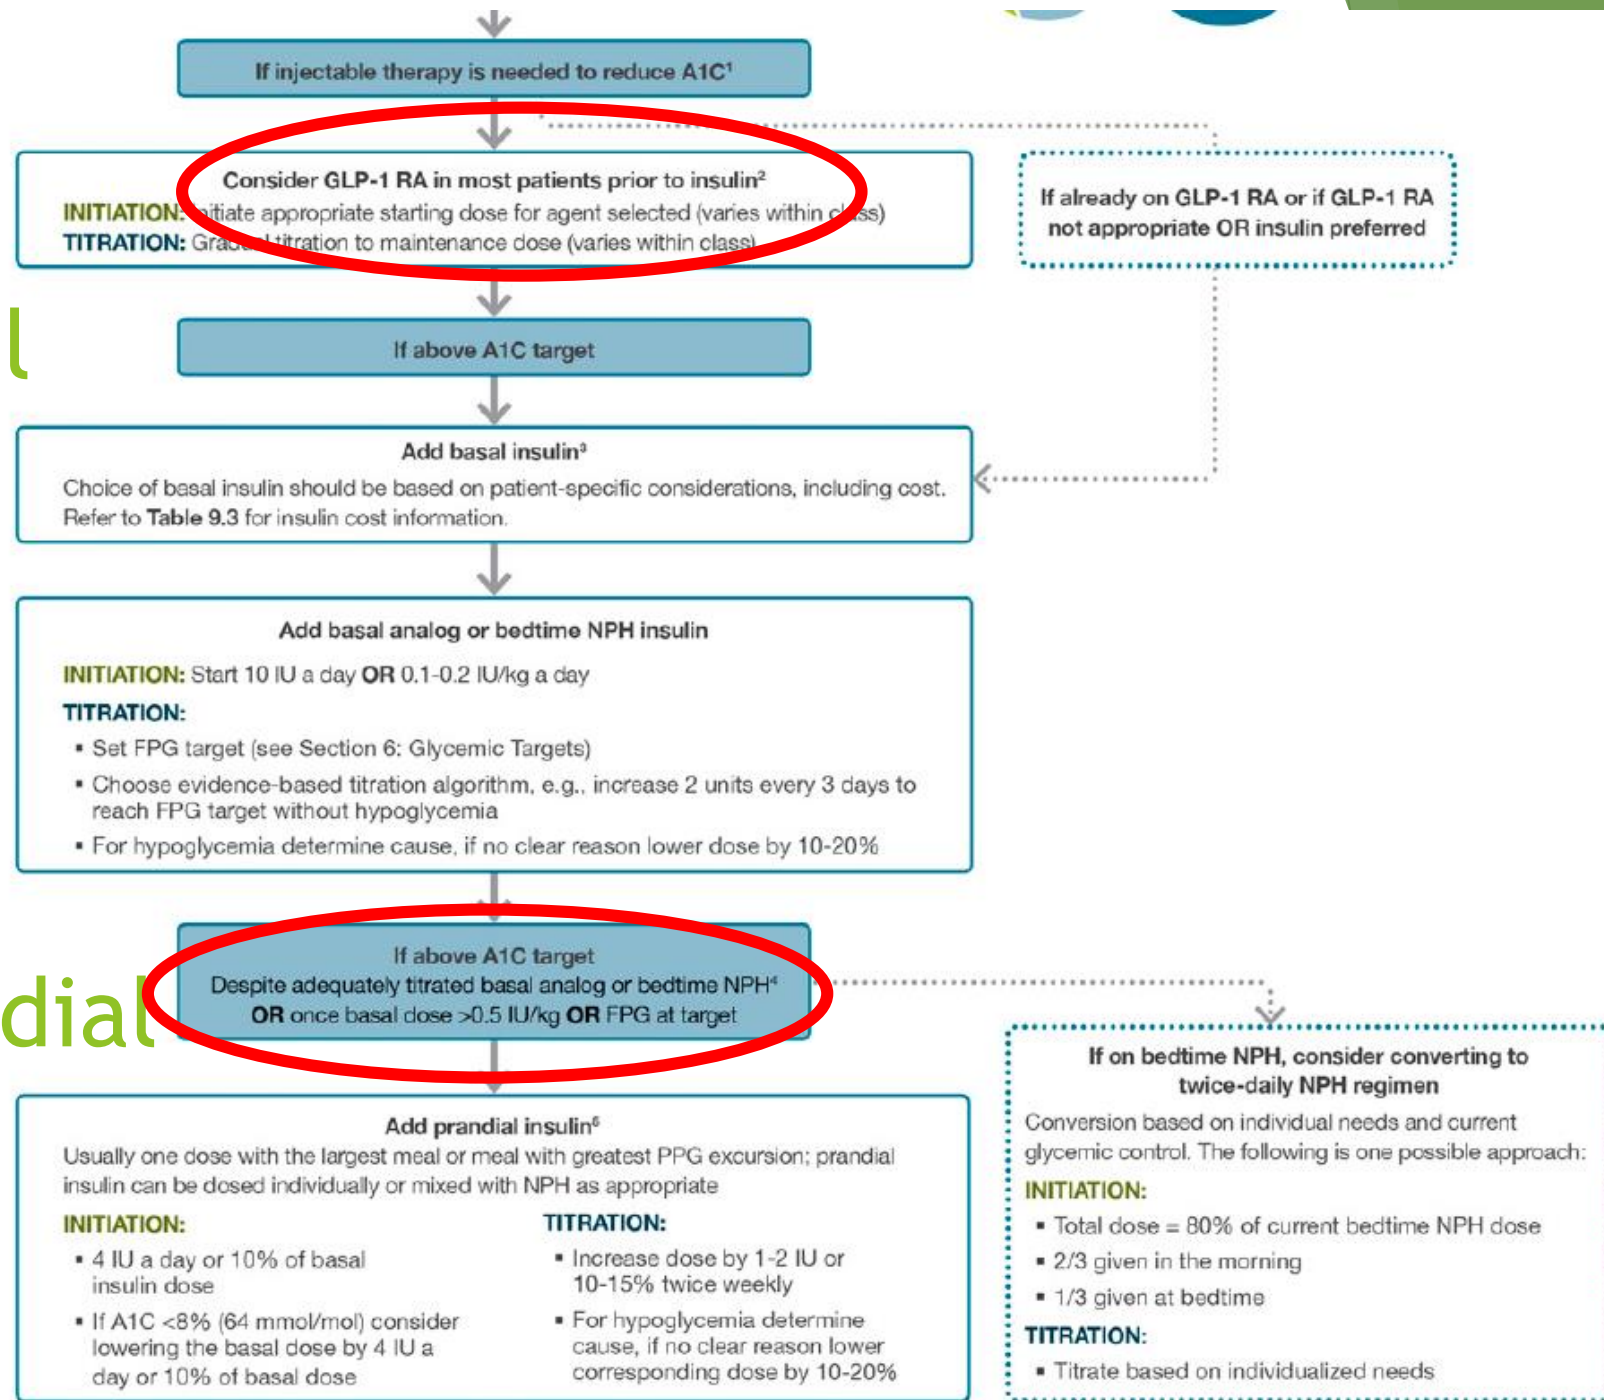 If injectable therapy is needed to reduce A1C¹
Consider GLP-1 RA in most patients prior to insulin²
INITIATION: Initiate appropriate starting dose for agent selected (varies within class)
TITRATION: Gradual titration to maintenance dose (varies within class)
If already on GLP-1 RA or if GLP-1 RA
not appropriate OR insulin preferred
l
If above A1C target
Add basal insulin³
Choice of basal insulin should be based on patient-specific considerations, including cost.
Refer to Table 9.3 for insulin cost information.
Add basal analog or bedtime NPH insulin
INITIATION: Start 10 IU a day OR 0.1-0.2 IU/kg a day
TITRATION:
▪ Set FPG target (see Section 6: Glycemic Targets)
▪ Choose evidence-based titration algorithm, e.g., increase 2 units every 3 days to
reach FPG target without hypoglycemia
▪ For hypoglycemia determine cause, if no clear reason lower dose by 10-20%
dial
If above A1C target
Despite adequately titrated basal analog or bedtime NPH⁴
OR once basal dose >0.5 IU/kg OR FPG at target
Add prandial insulin⁵
Usually one dose with the largest meal or meal with greatest PPG excursion; prandial
insulin can be dosed individually or mixed with NPH as appropriate
INITIATION:
▪ 4 IU a day or 10% of basal
insulin dose
▪ If A1C <8% (64 mmol/mol) consider
lowering the basal dose by 4 IU a
day or 10% of basal dose
TITRATION:
▪ Increase dose by 1-2 IU or
10-15% twice weekly
▪ For hypoglycemia determine
cause, if no clear reason lower
corresponding dose by 10-20%
If on bedtime NPH, consider converting to
twice-daily NPH regimen
Conversion based on individual needs and current
glycemic control. The following is one possible approach:
INITIATION:
▪ Total dose = 80% of current bedtime NPH dose
▪ 2/3 given in the morning
▪ 1/3 given at bedtime
TITRATION:
▪ Titrate based on individualized needs